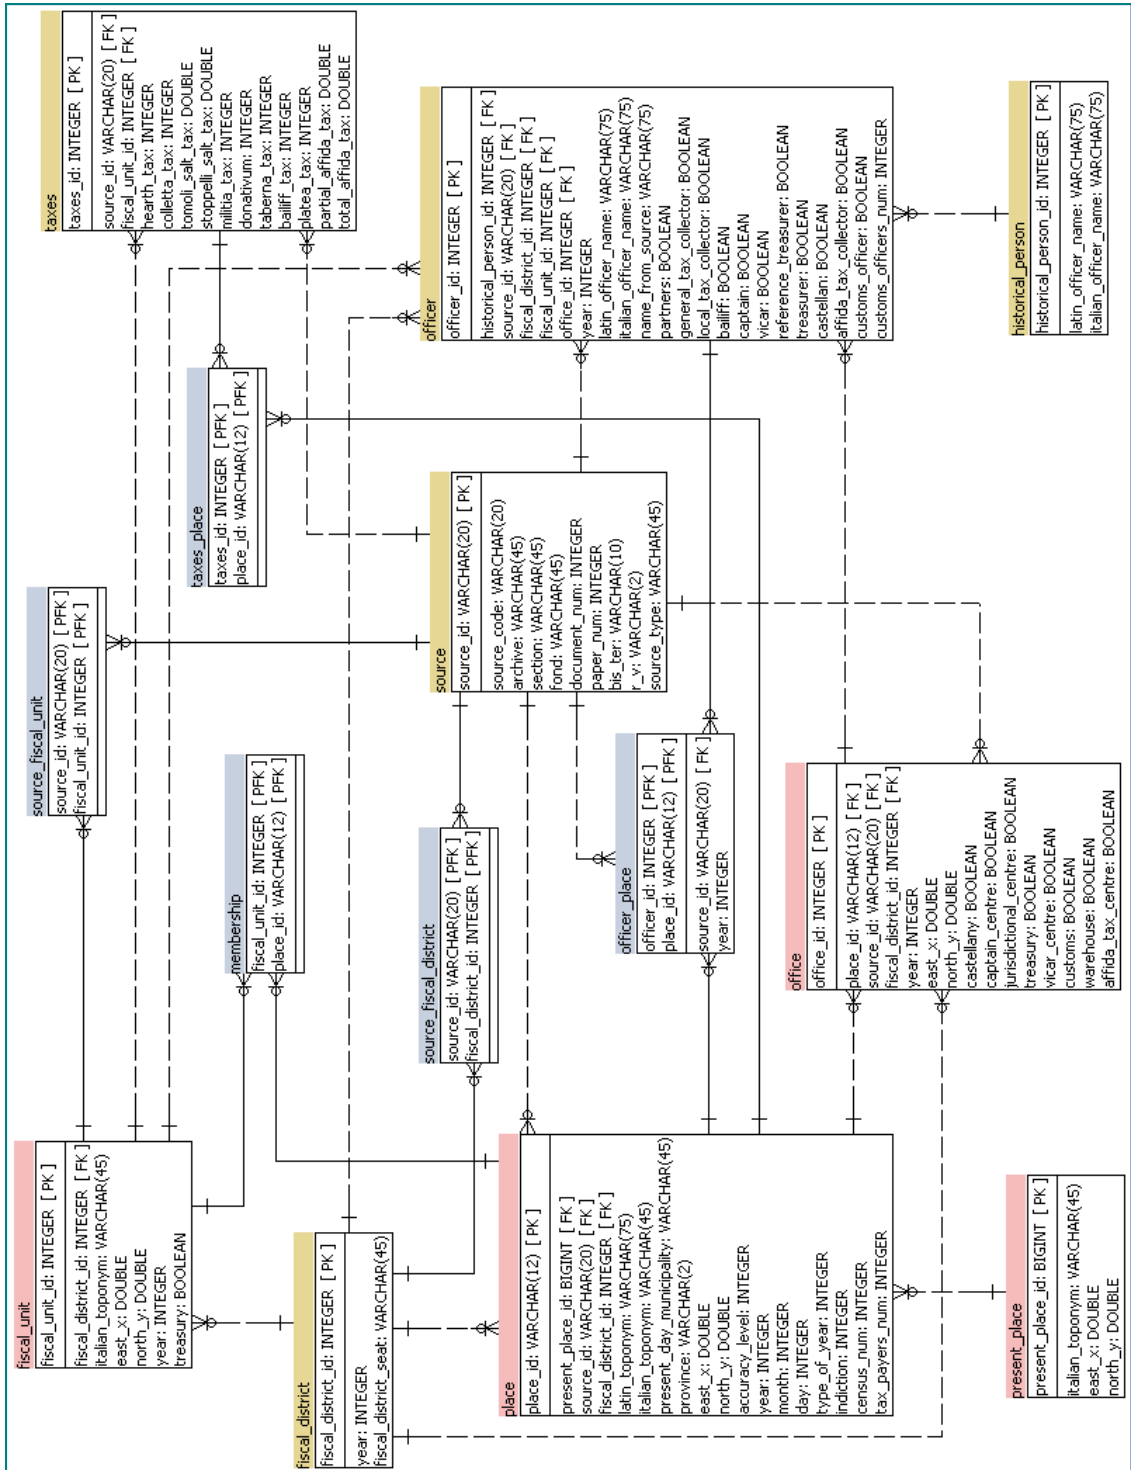 fiscal_unit
fiscal_unit_id: INTEGER [ PK ]
fiscal_district_id: INTEGER [ FK ]
italian_toponym: VARCHAR(45)
east_x: DOUBLE
north_y: DOUBLE
year: INTEGER
treasury: BOOLEAN
source_fiscal_unit
source_id: VARCHAR(20) [ PFK ]
fiscal_unit_id: INTEGER [ PFK ]
taxes
taxes_id: INTEGER [ PK ]
source_id: VARCHAR(20) [ FK ]
fiscal_unit_id: INTEGER [ FK ]
hearth_tax: INTEGER
colletta_tax: INTEGER
tomoli_salt_tax: DOUBLE
stoppelli_salt_tax: DOUBLE
militia_tax: INTEGER
donativum: INTEGER
taberna_tax: INTEGER
bailiff_tax: INTEGER
platea_tax: INTEGER
partial_affida_tax: DOUBLE
total_affida_tax: DOUBLE
membership
fiscal_unit_id: INTEGER [ PFK ]
place_id: VARCHAR(12) [ PFK ]
taxes_place
taxes_id: INTEGER [ PFK ]
place_id: VARCHAR(12) [ PFK ]
fiscal_district
fiscal_district_id: INTEGER [ PK ]
year: INTEGER
fiscal_district_seat: VARCHAR(45)
source_fiscal_district
source_id: VARCHAR(20) [ PFK ]
fiscal_district_id: INTEGER [ PFK ]
source
source_id: VARCHAR(20) [ PK ]
source_code: VARCHAR(20)
archive: VARCHAR(45)
section: VARCHAR(45)
fond: VARCHAR(45)
document_num: INTEGER
paper_num: INTEGER
bis_ter: VARCHAR(10)
r_v: VARCHAR(2)
source_type: VARCHAR(45)
officer
officer_id: INTEGER [ PK ]
historical_person_id: INTEGER [ FK ]
source_id: VARCHAR(20) [ FK ]
fiscal_district_id: INTEGER [ FK ]
fiscal_unit_id: INTEGER [ FK ]
office_id: INTEGER [ FK ]
year: INTEGER
latin_officer_name: VARCHAR(75)
italian_officer_name: VARCHAR(75)
name_from_source: VARCHAR(75)
partners: BOOLEAN
general_tax_collector: BOOLEAN
local_tax_collector: BOOLEAN
bailiff: BOOLEAN
captain: BOOLEAN
vicar: BOOLEAN
reference_treasurer: BOOLEAN
treasurer: BOOLEAN
castellan: BOOLEAN
affida_tax_collector: BOOLEAN
customs_officer: BOOLEAN
customs_officers_num: INTEGER
place
place_id: VARCHAR(12) [ PK ]
present_place_id: BIGINT [ FK ]
source_id: VARCHAR(20) [ FK ]
fiscal_district_id: INTEGER [ FK ]
latin_toponym: VARCHAR(75)
italian_toponym: VARCHAR(45)
present_day_municipality: VARCHAR(45)
province: VARCHAR(2)
east_x: DOUBLE
north_y: DOUBLE
accuracy_level: INTEGER
year: INTEGER
month: INTEGER
day: INTEGER
type_of_year: INTEGER
indiction: INTEGER
census_num: INTEGER
tax_payers_num: INTEGER
officer_place
officer_id: INTEGER [ PFK ]
place_id: VARCHAR(12) [ PFK ]
source_id: VARCHAR(20) [ FK ]
year: INTEGER
office
office_id: INTEGER [ PK ]
place_id: VARCHAR(12) [ FK ]
source_id: VARCHAR(20) [ FK ]
fiscal_district_id: INTEGER [ FK ]
year: INTEGER
east_x: DOUBLE
north_y: DOUBLE
castellany: BOOLEAN
captain_centre: BOOLEAN
jurisdictional_centre: BOOLEAN
treasury: BOOLEAN
vicar_centre: BOOLEAN
customs: BOOLEAN
warehouse: BOOLEAN
affida_tax_centre: BOOLEAN
present_place
present_place_id: BIGINT [ PK ]
italian_toponym: VARCHAR(45)
east_x: DOUBLE
north_y: DOUBLE
historical_person
historical_person_id: INTEGER [ PK ]
latin_officer_name: VARCHAR(75)
italian_officer_name: VARCHAR(75)